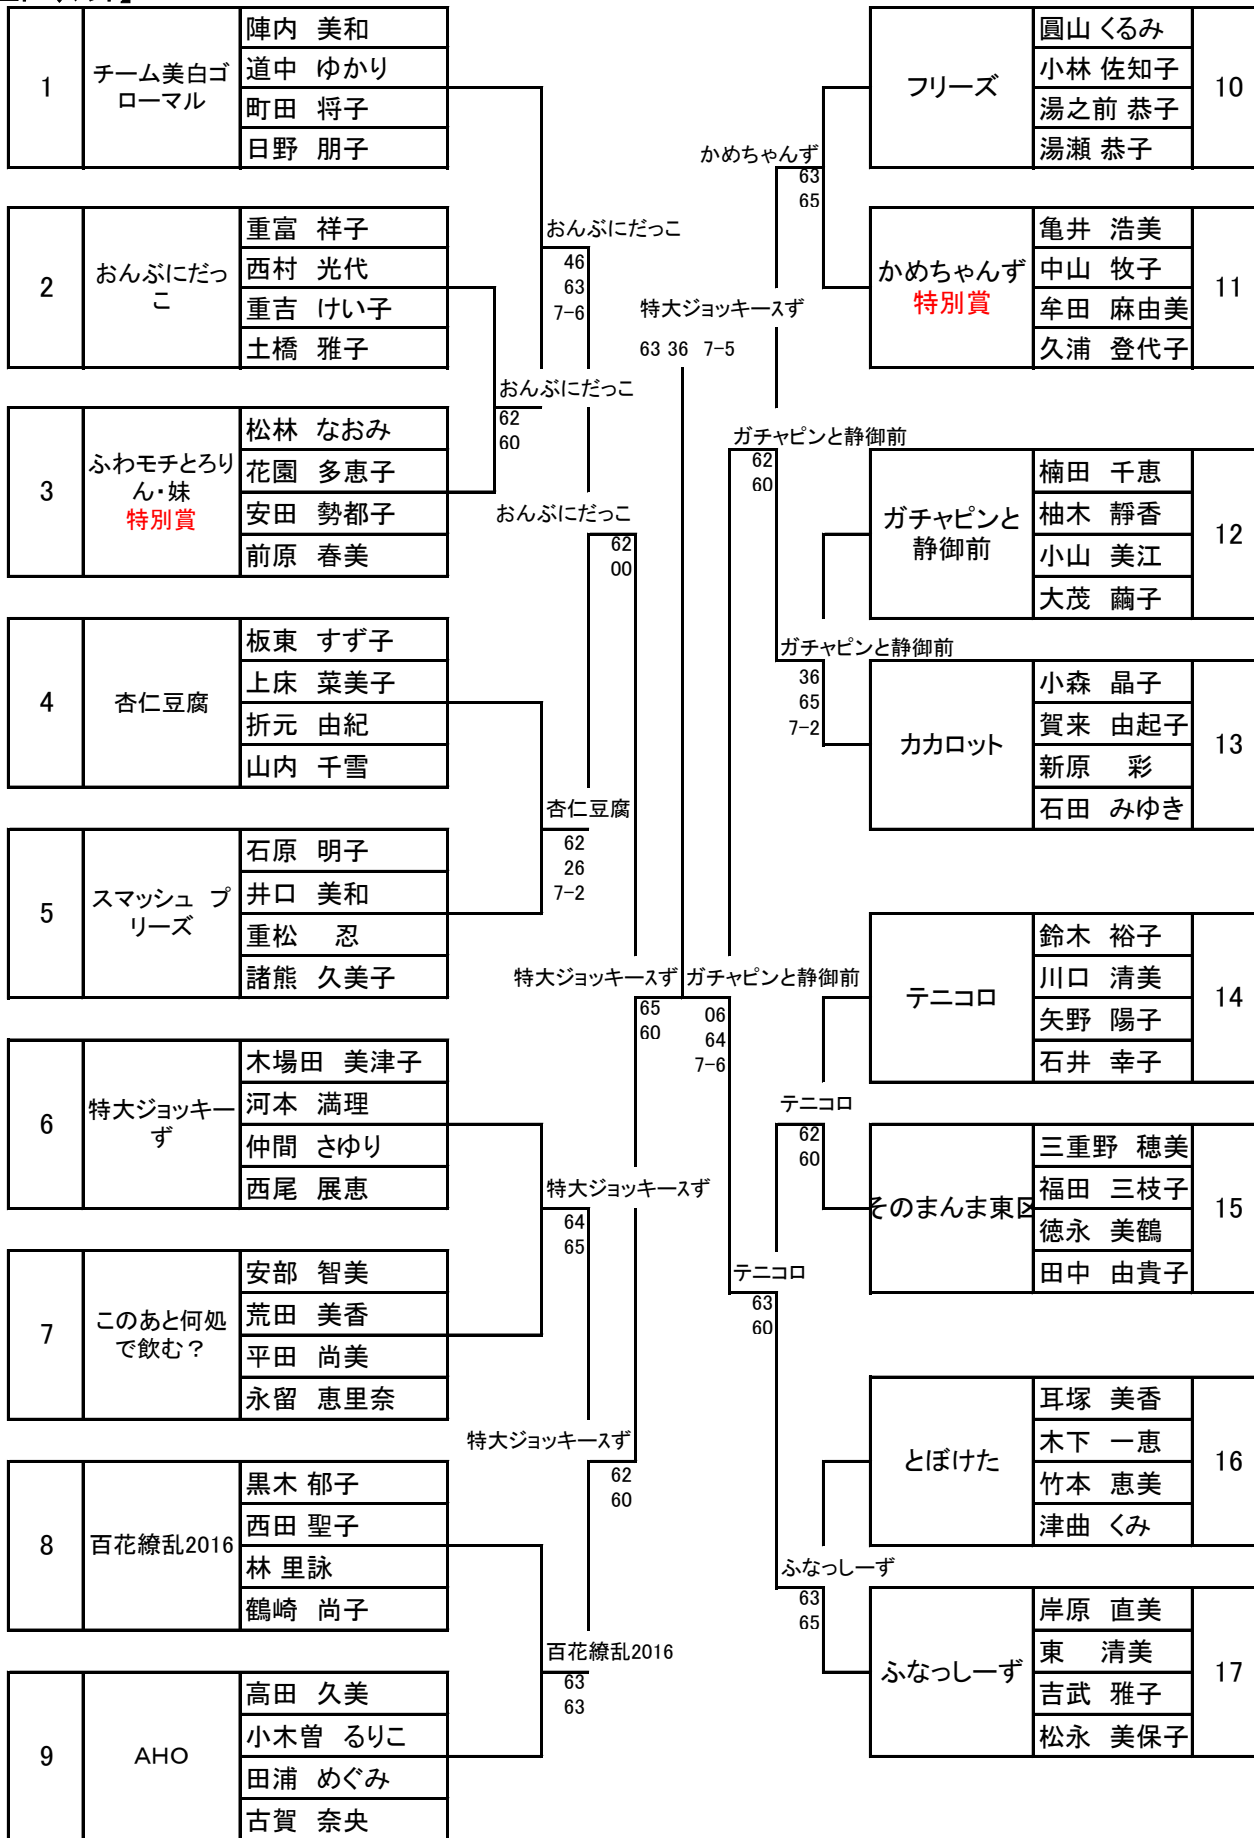 1
チーム美白ゴ
ローマル
陣内 美和
道中 ゆかり
町田 将子
日野 朋子
2
おんぶにだっ
こ
重富 祥子
西村 光代
重吉 けい子
土橋 雅子
3
ふわモチとろり
ん・妹
特別賞
松林 なおみ
花園 多恵子
安田 勢都子
前原 春美
4
杏仁豆腐
板東 すず子
上床 菜美子
折元 由紀
山内 千雪
5
スマッシュ プ
リーズ
石原 明子
井口 美和
重松 忍
諸熊 久美子
6
特大ジョッキー
ず
木場田 美津子
河本 満理
仲間 さゆり
西尾 展恵
7
このあと何処
で飲む?
安部 智美
荒田 美香
平田 尚美
永留 恵里奈
8
百花繚乱2016
黒木 郁子
西田 聖子
林 里詠
鶴崎 尚子
9
AHO
高田 久美
小木曽 るりこ
田浦 めぐみ
古賀 奈央
おんぶにだっこ
46
63
7-6
おんぶにだっこ
62
60
おんぶにだっこ
62
00
杏仁豆腐
62
26
7-2
特大ジョッキースず
65
60
特大ジョッキースず
64
65
特大ジョッキースず
62
60
百花繚乱2016
63
63
特大ジョッキースず
63 36 7-5
かめちゃんず
63
65
ガチャピンと静御前
62
60
ガチャピンと静御前
36
65
7-2
ガチャピンと静御前
06
64
7-6
テニコロ
62
60
テニコロ
63
60
ふなっしーず
63
65
フリーズ
圓山 くるみ
小林 佐知子
湯之前 恭子
湯瀬 恭子
10
かめちゃんず
特別賞
亀井 浩美
中山 牧子
牟田 麻由美
久浦 登代子
11
ガチャピンと
静御前
楠田 千恵
柚木 靜香
小山 美江
大茂 繭子
12
カカロット
小森 晶子
賀来 由起子
新原 彩
石田 みゆき
13
テニコロ
鈴木 裕子
川口 清美
矢野 陽子
石井 幸子
14
そのまんま東区
三重野 穂美
福田 三枝子
徳永 美鶴
田中 由貴子
15
とぼけた
耳塚 美香
木下 一恵
竹本 恵美
津曲 くみ
16
ふなっしーず
岸原 直美
東 清美
吉武 雅子
松永 美保子
17